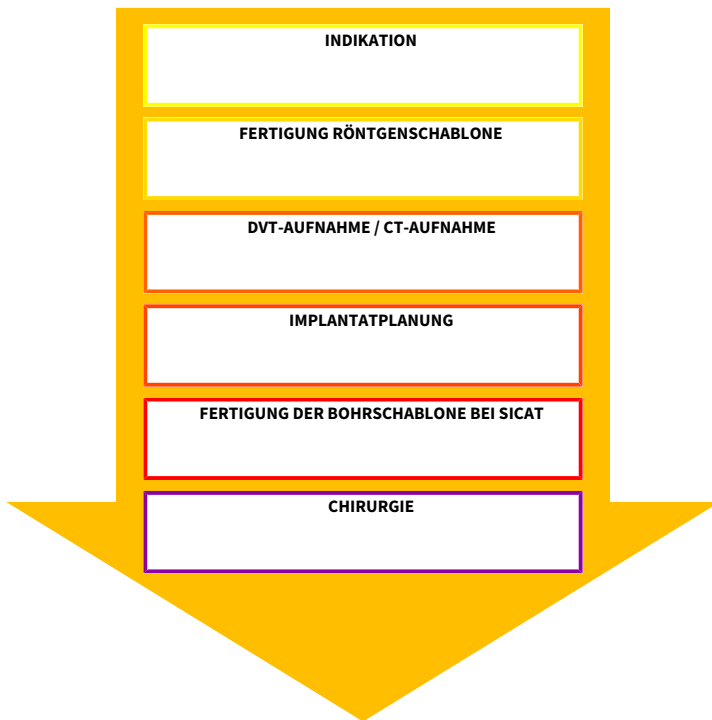 INDIKATION
FERTIGUNG RÖNTGENSCHABLONE
DVT-AUFNAHME / CT-AUFNAHME
IMPLANTATPLANUNG
FERTIGUNG DER BOHRSCHABLONE BEI SICAT
CHIRURGIE